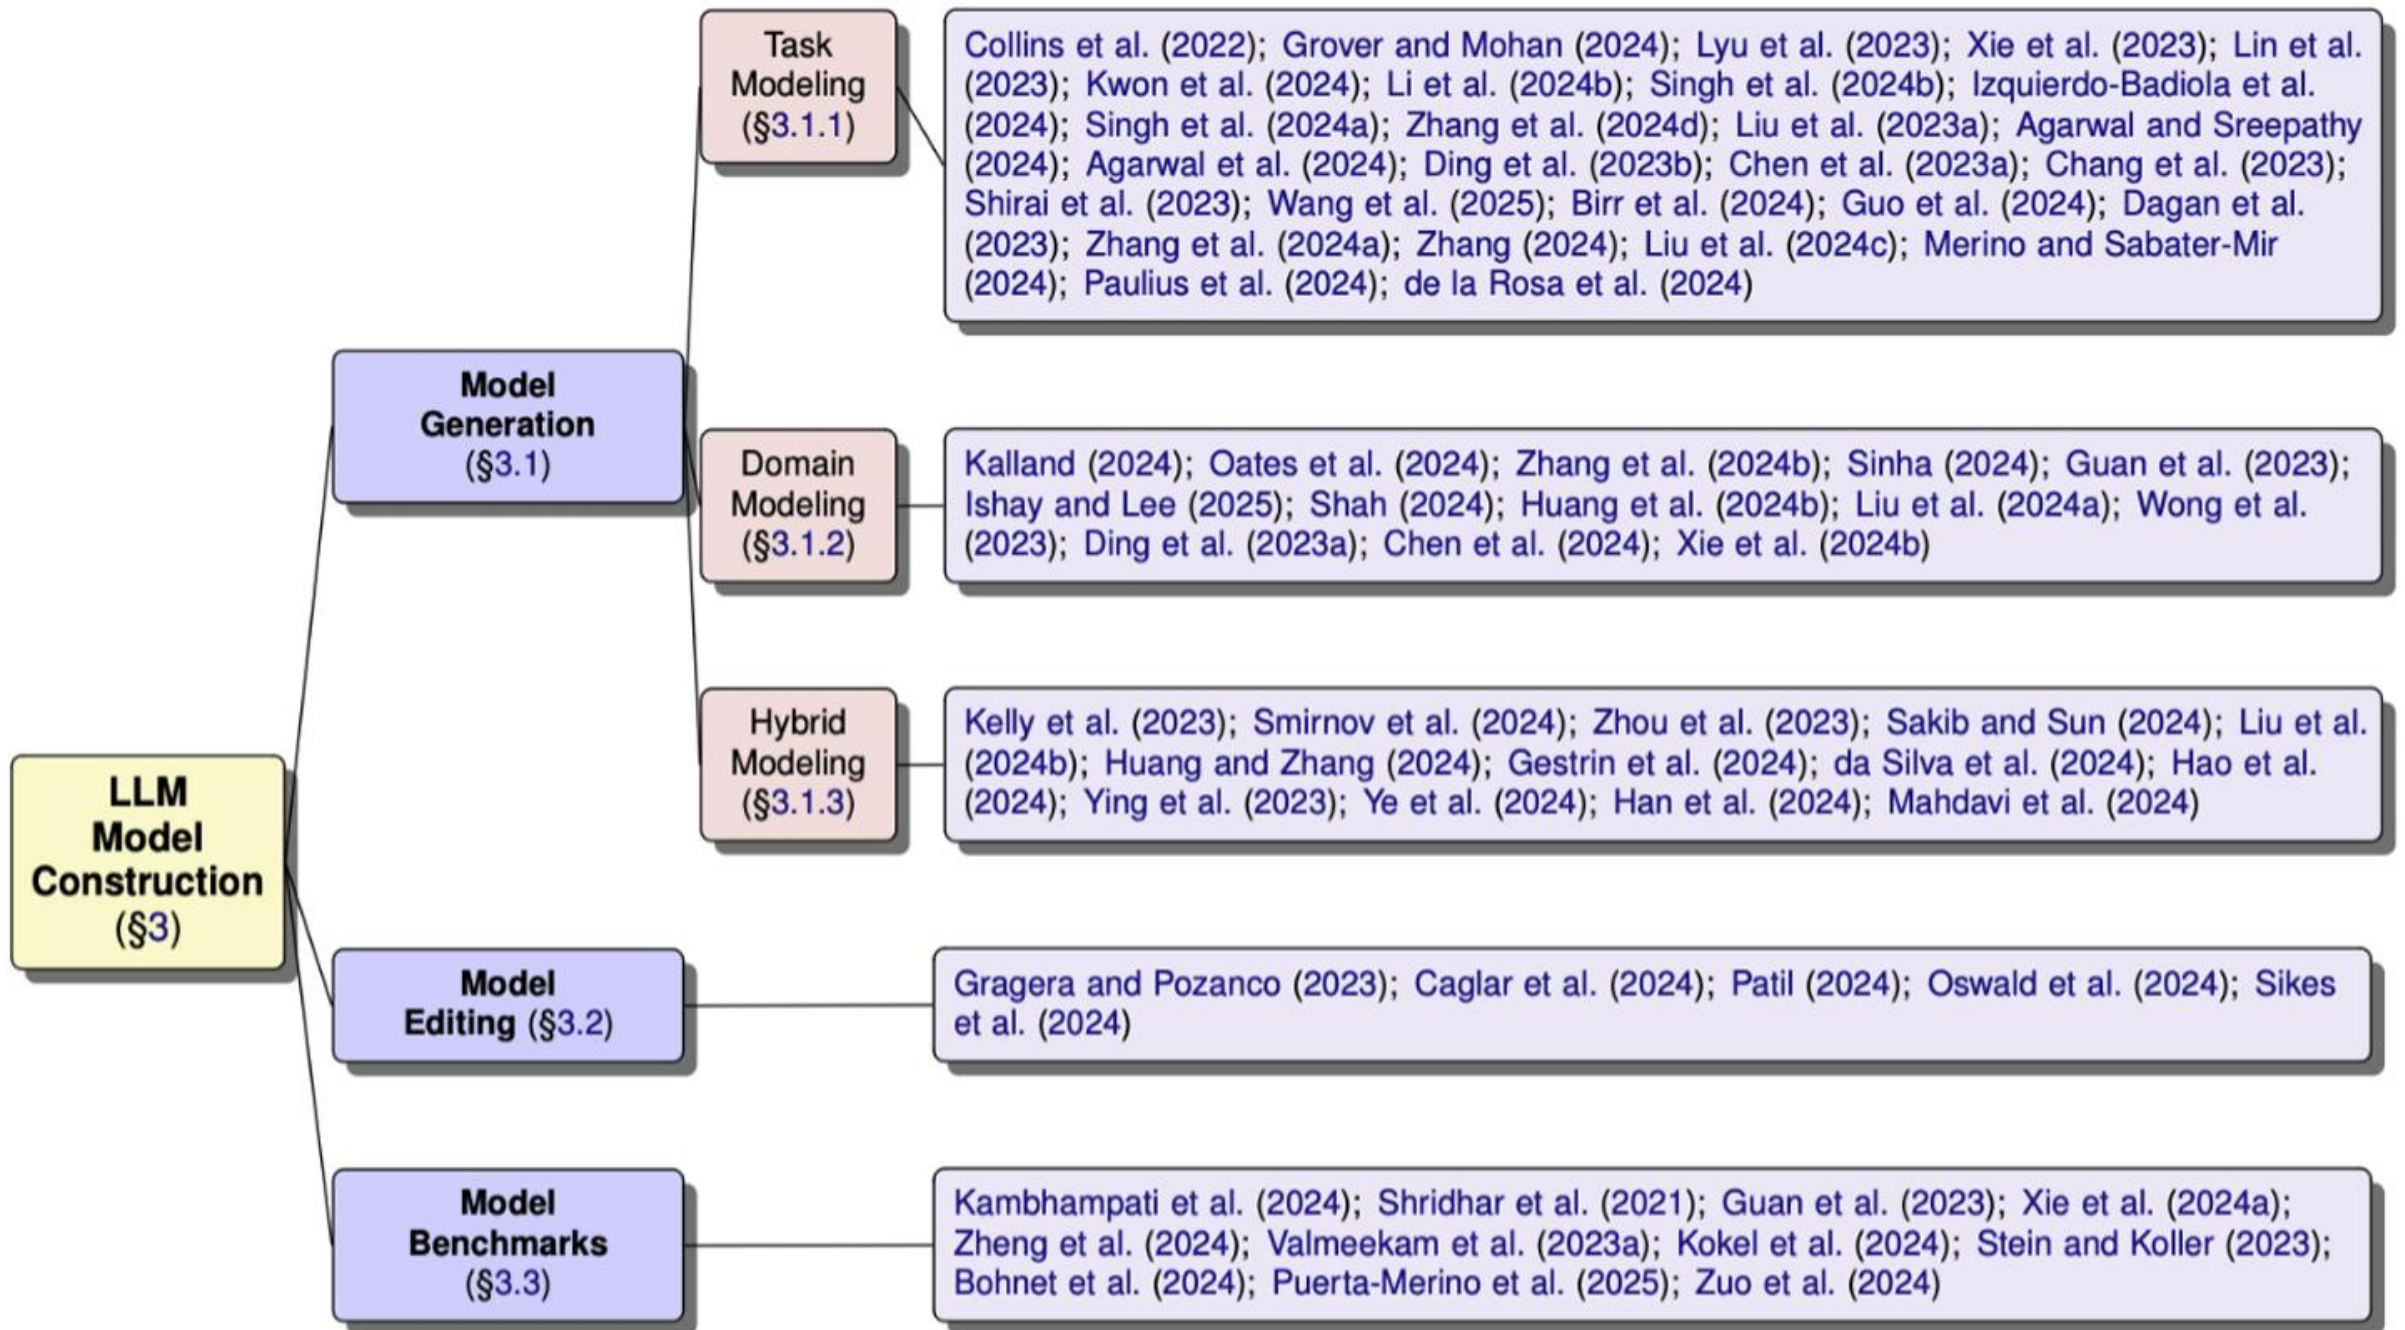 Task
Modeling
(§3.1.1)
Collins et al. (2022); Grover and Mohan (2024); Lyu et al. (2023); Xie et al. (2023); Lin et al.
(2023); Kwon et al. (2024); Li et al. (2024b); Singh et al. (2024b); Izquierdo-Badiola et al.
(2024); Singh et al. (2024a); Zhang et al. (2024d); Liu et al. (2023a); Agarwal and Sreepathy
(2024); Agarwal et al. (2024); Ding et al. (2023b); Chen et al. (2023a); Chang et al. (2023);
Shirai et al. (2023); Wang et al. (2025); Birr et al. (2024); Guo et al. (2024); Dagan et al.
(2023); Zhang et al. (2024a); Zhang (2024); Liu et al. (2024c); Merino and Sabater-Mir
(2024); Paulius et al. (2024); de la Rosa et al. (2024)
Model
Generation
(§3.1)
Domain
Modeling
(§3.1.2)
Kalland (2024); Oates et al. (2024); Zhang et al. (2024b); Sinha (2024); Guan et al. (2023);
Ishay and Lee (2025); Shah (2024); Huang et al. (2024b); Liu et al. (2024a); Wong et al.
(2023); Ding et al. (2023a); Chen et al. (2024); Xie et al. (2024b)
Hybrid
Modeling
(§3.1.3)
Kelly et al. (2023); Smirnov et al. (2024); Zhou et al. (2023); Sakib and Sun (2024); Liu et al.
(2024b); Huang and Zhang (2024); Gestrin et al. (2024); da Silva et al. (2024); Hao et al.
(2024); Ying et al. (2023); Ye et al. (2024); Han et al. (2024); Mahdavi et al. (2024)
LLM
Model
Construction
(§3)
Model
Editing (§3.2)
Gragera and Pozanco (2023); Caglar et al. (2024); Patil (2024); Oswald et al. (2024); Sikes
et al. (2024)
Model
Benchmarks
(§3.3)
Kambhampati et al. (2024); Shridhar et al. (2021); Guan et al. (2023); Xie et al. (2024a);
Zheng et al. (2024); Valmeekam et al. (2023a); Kokel et al. (2024); Stein and Koller (2023);
Bohnet et al. (2024); Puerta-Merino et al. (2025); Zuo et al. (2024)